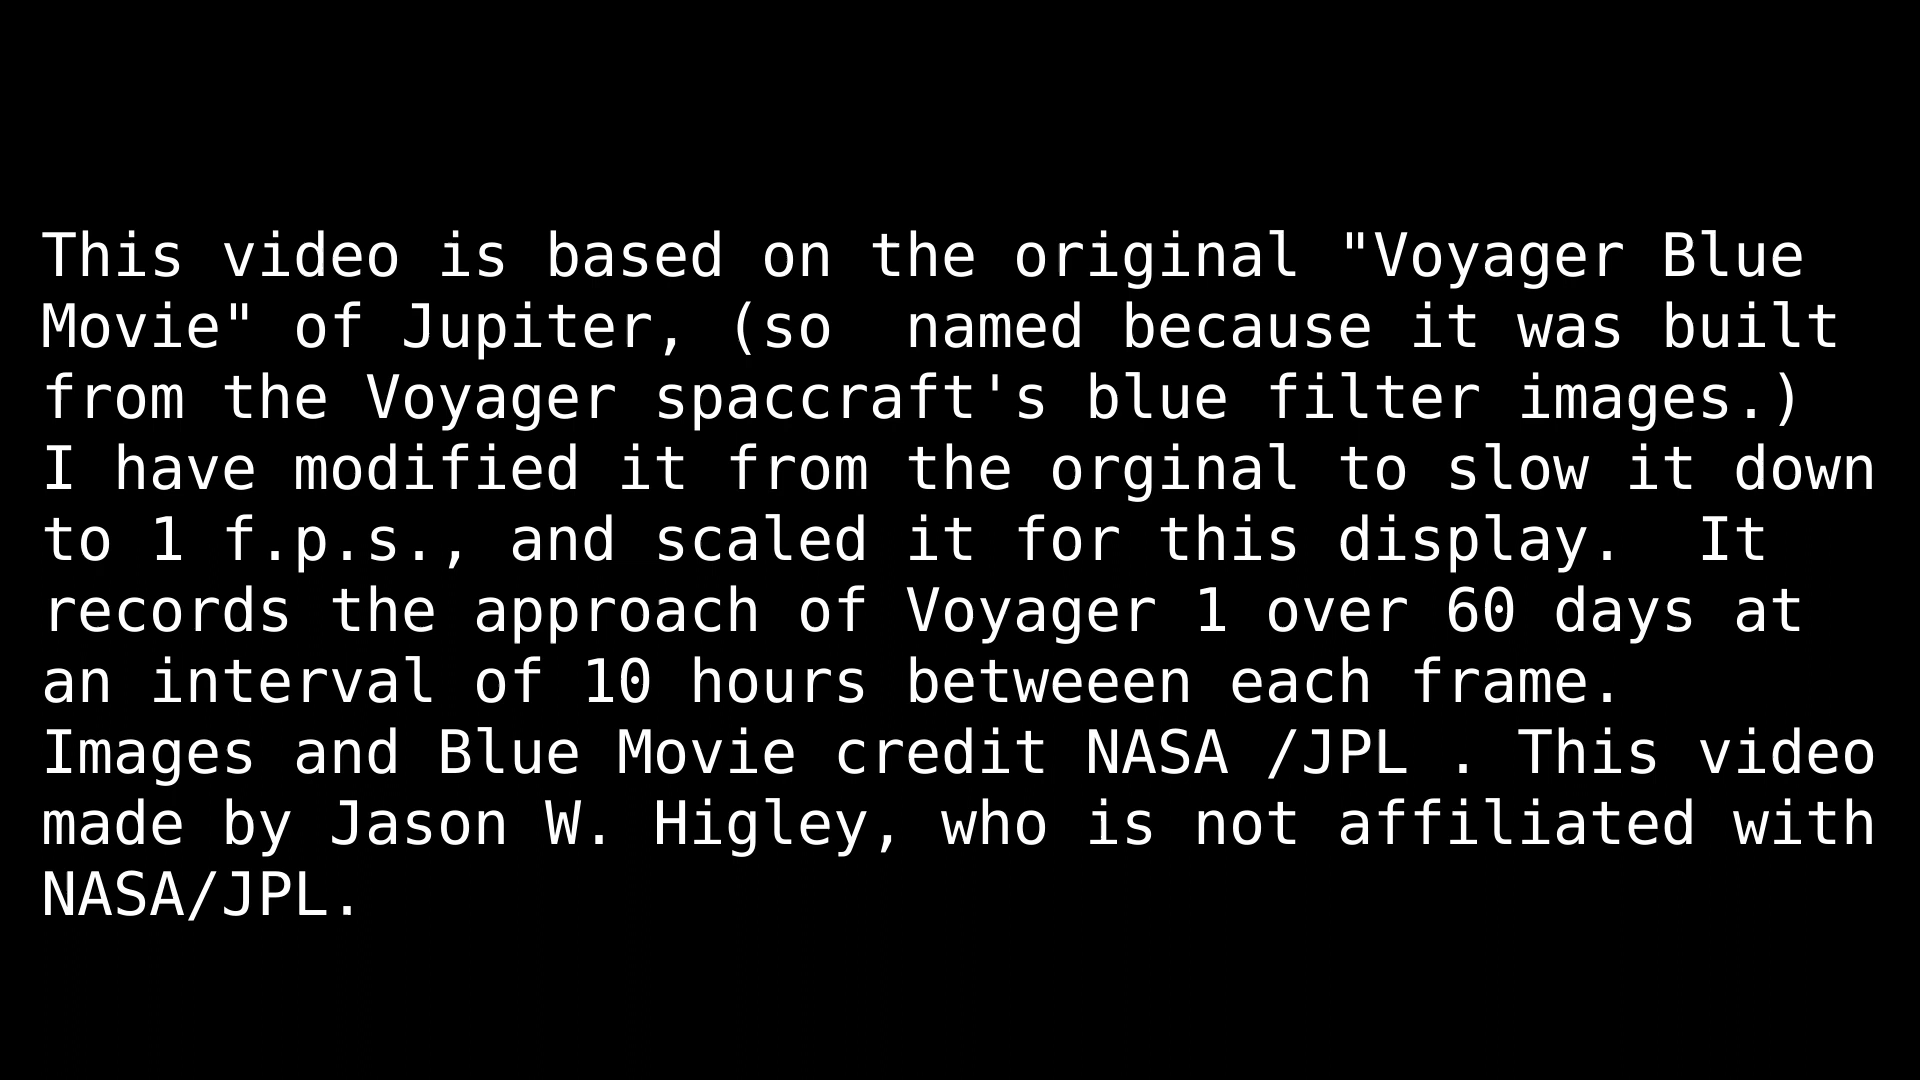 This video is based on the original "Voyager Blue
Movie" of Jupiter, (so  named because it was built
from the Voyager spaccraft's blue filter images.)
I have modified it from the orginal to slow it down
to 1 f.p.s., and scaled it for this display.  It
records the approach of Voyager 1 over 60 days at
an interval of 10 hours betweeen each frame.
Images and Blue Movie credit NASA /JPL . This video
made by Jason W. Higley, who is not affiliated with
NASA/JPL.